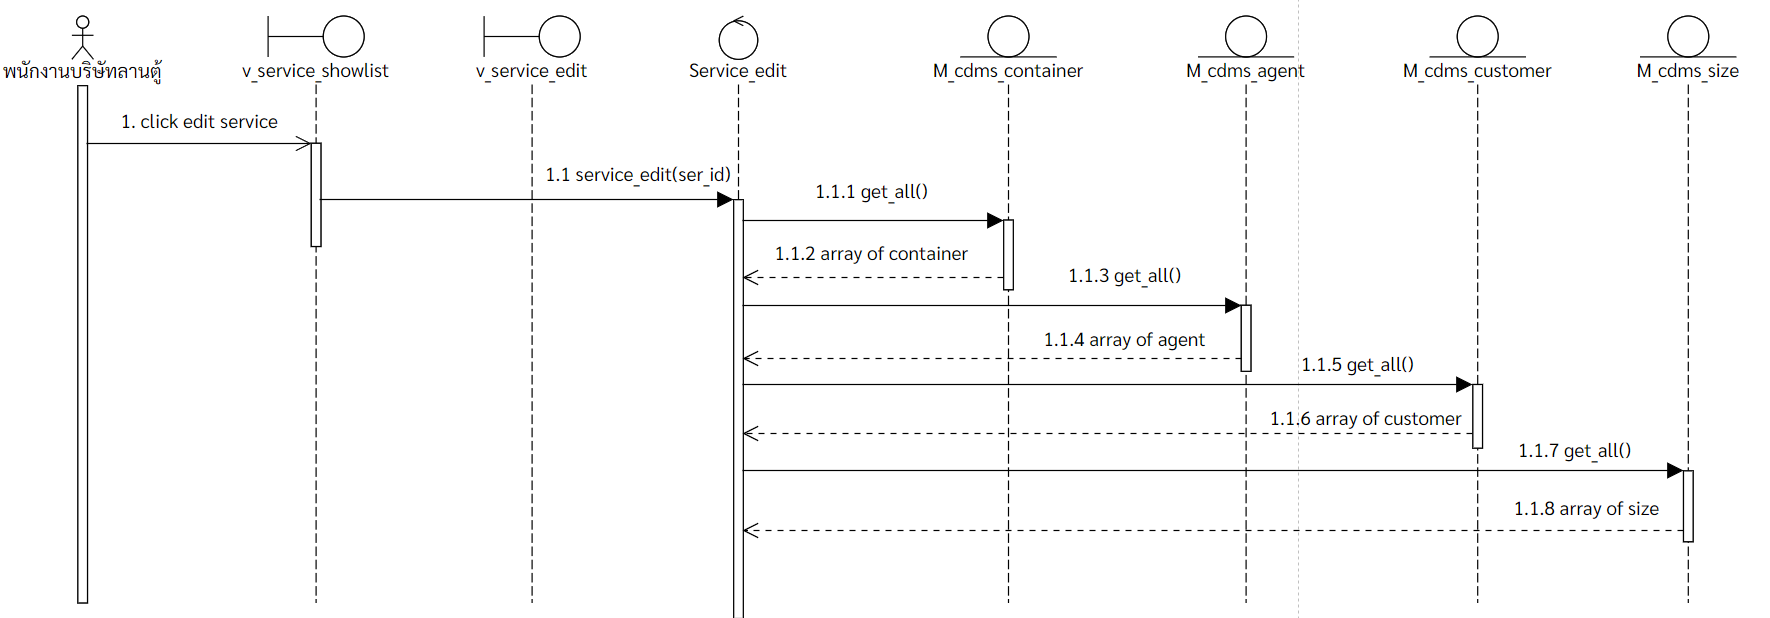 พนักงานบริษัทลานตู้
v_service_showlist
v_service_edit
Service_edit
M_cdms_container
M_cdms_agent
M_cdms_customer
M_cdms_size
1. click edit service
1.1 service_edit(ser_id)
1.1.1 get_all()
1.1.2 array of container
1.1.3 get_all()
1.1.4 array of agent
1.1.5 get_all()
1.1.6 array of customer
1.1.7 get_all()
1.1.8 array of size